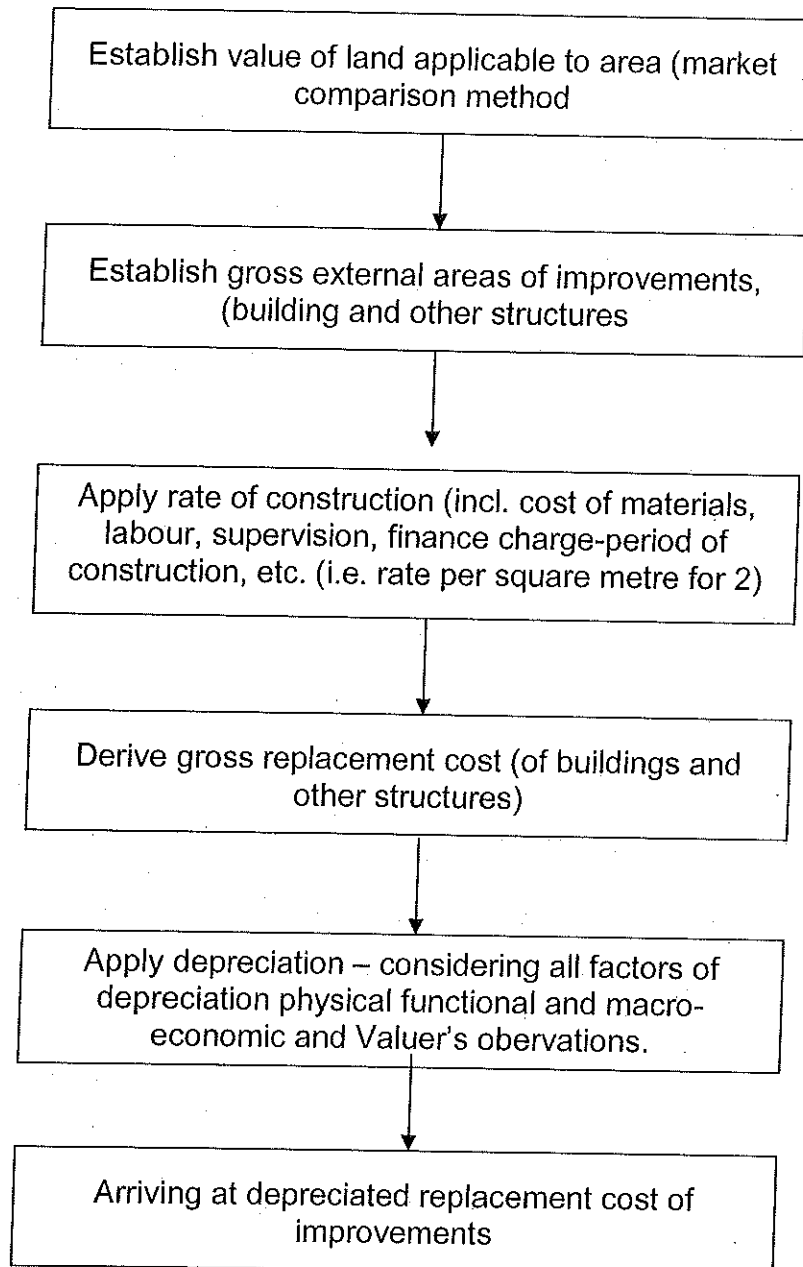 Establish value of land applicable to area (market
comparison method
Establish gross external areas of improvements,
(building and other structures
Apply rate of construction (incl. cost of materials,
labour, supervision, finance charge-period of
construction, etc. (i.e. rate per square metre for 2)
Derive gross replacement cost (of buildings and
other structures)
Apply depreciation – considering all factors of
depreciation physical functional and macro-
economic and Valuer's obervations.
Arriving at depreciated replacement cost of
improvements